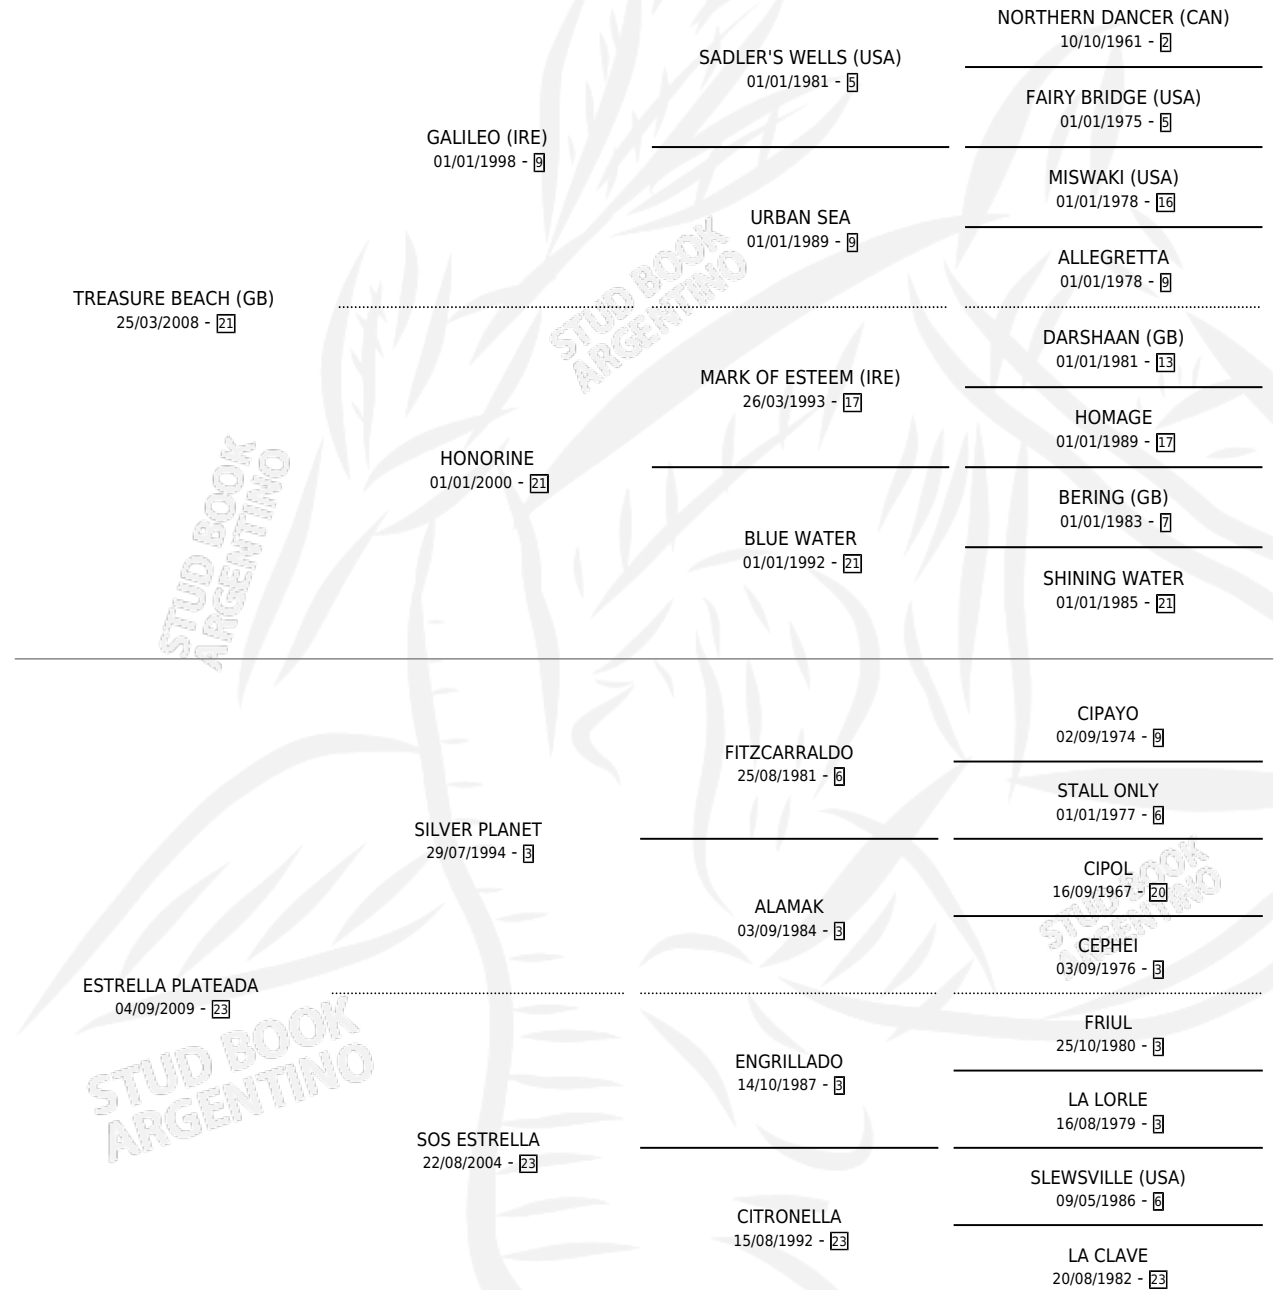 NORTHERN DANCER (CAN)
10/10/1961 - 2
SADLER'S WELLS (USA)
01/01/1981 - 5
FAIRY BRIDGE (USA)
01/01/1975 - 5
GALILEO (IRE)
01/01/1998 - 9
MISWAKI (USA)
01/01/1978 - 16
URBAN SEA
01/01/1989 - 9
ALLEGRETTA
01/01/1978 - 9
TREASURE BEACH (GB)
25/03/2008 - 21
STUD BOOK
ARGENTINO
DARSHAAN (GB)
01/01/1981 - 13
MARK OF ESTEEM (IRE)
26/03/1993 - 17
HOMAGE
01/01/1989 - 17
HONORINE
01/01/2000 - 21
BERING (GB)
01/01/1983 - 7
BLUE WATER
01/01/1992 - 21
SHINING WATER
01/01/1985 - 21
STUD BOOK
ARGENTINO
CIPAYO
02/09/1974 - 9
FITZCARRALDO
25/08/1981 - 6
STALL ONLY
01/01/1977 - 6
SILVER PLANET
29/07/1994 - 3
CIPOL
16/09/1967 - 20
ALAMAK
03/09/1984 - 3
STUD BOOK
ARGENTINO
CEPHEI
03/09/1976 - 3
ESTRELLA PLATEADA
04/09/2009 - 23
FRIUL
25/10/1980 - 3
ENGRILLADO
14/10/1987 - 3
STUD BOOK
ARGENTINO
LA LORLE
16/08/1979 - 3
SOS ESTRELLA
22/08/2004 - 23
SLEWSVILLE (USA)
09/05/1986 - 6
CITRONELLA
15/08/1992 - 23
LA CLAVE
20/08/1982 - 23